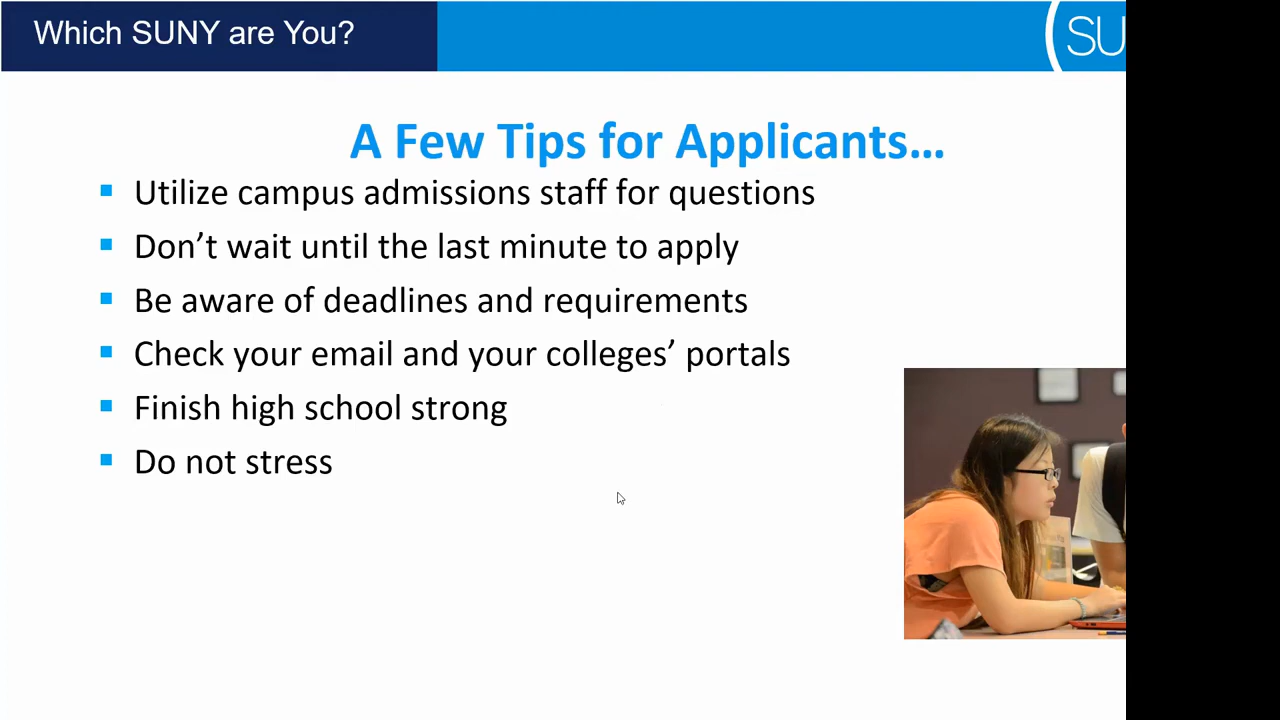 Which SUNY are You?
SU
A Few Tips for Applicants...
Utilize campus admissions staff for questions
Don’t wait until the last minute to apply
Be aware of deadlines and requirements
Check your email and your colleges’ portals
Finish high school strong
Do not stress